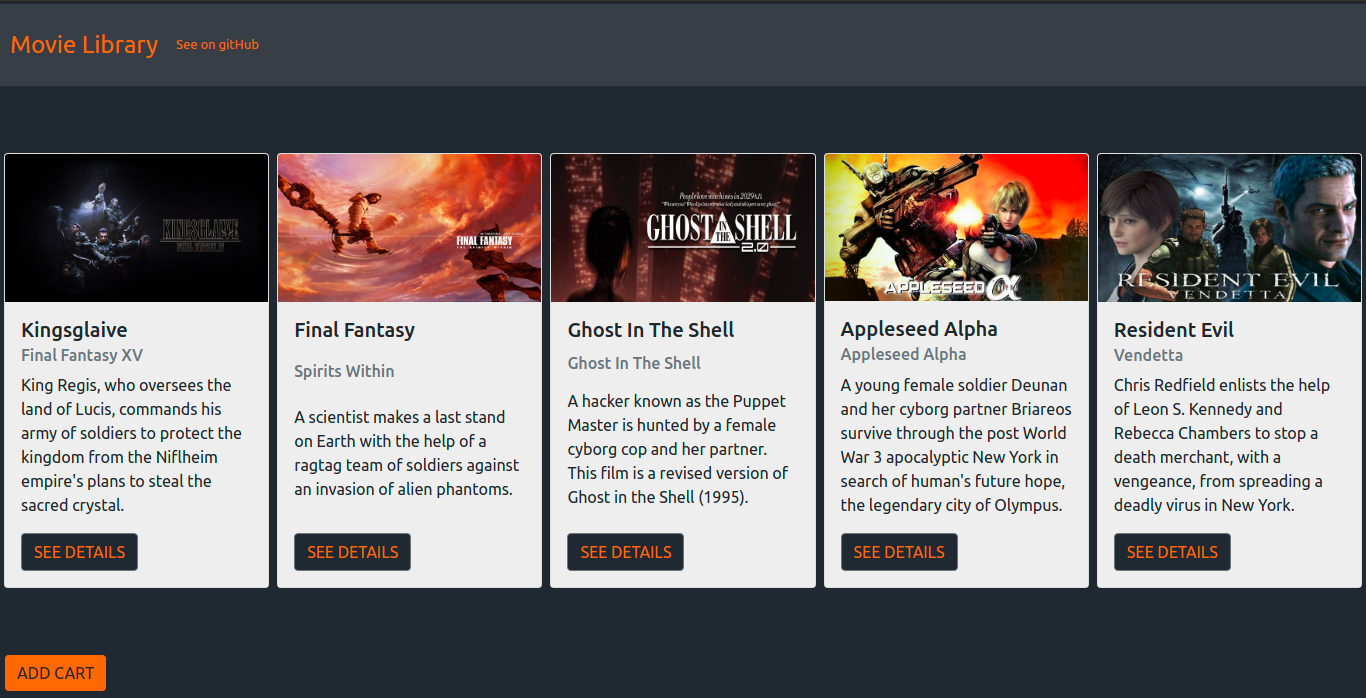 Movie Library See on gitHub
KINGSGLAIVE
FINAL FANTASY XV
FINAL FANTASY
THE SPIRITS WITHIN
People love machines in 2029 A.D.
GHOST IN THE SHELL
2.0
APPLESEED α
RESIDENT EVIL
VENDETTA
Kingsglaive
Final Fantasy XV
King Regis, who oversees the
land of Lucis, commands his
army of soldiers to protect the
kingdom from the Niflheim
empire's plans to steal the
sacred crystal.
SEE DETAILS
Final Fantasy
Spirits Within
A scientist makes a last stand
on Earth with the help of a
ragtag team of soldiers against
an invasion of alien phantoms.
SEE DETAILS
Ghost In The Shell
Ghost In The Shell
A hacker known as the Puppet
Master is hunted by a female
cyborg cop and her partner.
This film is a revised version of
Ghost in the Shell (1995).
SEE DETAILS
Appleseed Alpha
Appleseed Alpha
A young female soldier Deunan
and her cyborg partner Briareos
survive through the post World
War 3 apocalyptic New York in
search of human's future hope,
the legendary city of Olympus.
SEE DETAILS
Resident Evil
Vendetta
Chris Redfield enlists the help
of Leon S. Kennedy and
Rebecca Chambers to stop a
death merchant, with a
vengeance, from spreading a
deadly virus in New York.
SEE DETAILS
ADD CART